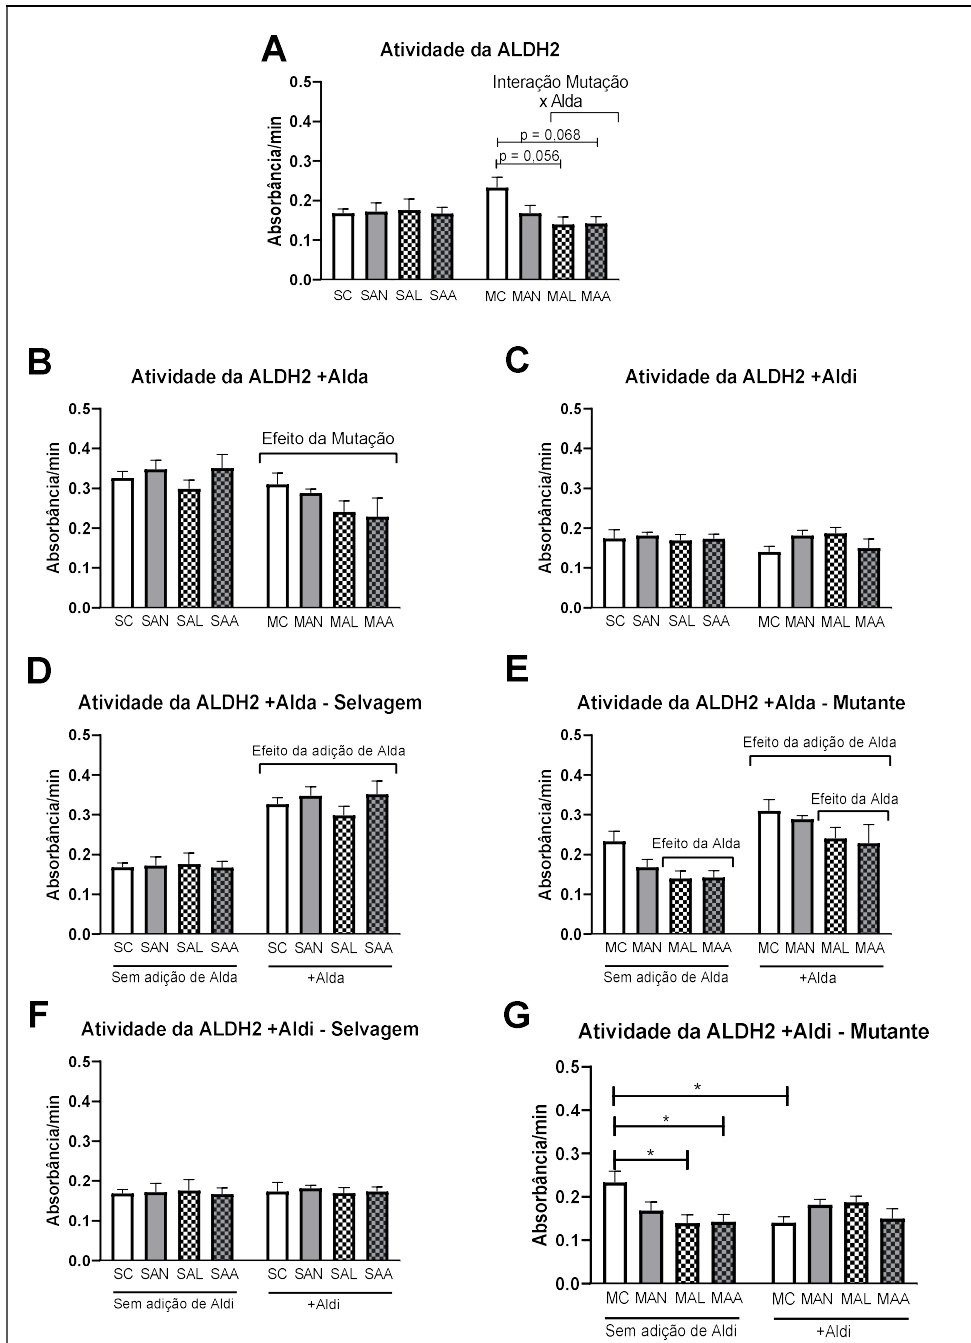 A
Atividade da ALDH2
Absorbância/min
0.5
0.4
0.3
0.2
0.1
0.0
Interação Mutação
x Alda
p = 0,068
p = 0,056
SC SAN SAL SAA MC MAN MAL MAA
B
Atividade da ALDH2 +Alda
Absorbância/min
0.5
0.4
0.3
0.2
0.1
0.0
Efeito da Mutação
SC SAN SAL SAA MC MAN MAL MAA
C
Atividade da ALDH2 +Aldi
Absorbância/min
0.5
0.4
0.3
0.2
0.1
0.0
SC SAN SAL SAA MC MAN MAL MAA
D
Atividade da ALDH2 +Alda - Selvagem
Absorbância/min
0.5
0.4
0.3
0.2
0.1
0.0
Efeito da adição de Alda
SC SAN SAL SAA SC SAN SAL SAA
Sem adição de Alda +Alda
E
Atividade da ALDH2 +Alda - Mutante
Absorbância/min
0.5
0.4
0.3
0.2
0.1
0.0
Efeito da adição de Alda
Efeito da Alda
Efeito da Alda
MC MAN MAL MAA MC MAN MAL MAA
Sem adição de Alda +Alda
F
Atividade da ALDH2 +Aldi - Selvagem
Absorbância/min
0.5
0.4
0.3
0.2
0.1
0.0
SC SAN SAL SAA SC SAN SAL SAA
Sem adição de Aldi +Aldi
G
Atividade da ALDH2 +Aldi - Mutante
Absorbância/min
0.5
0.4
0.3
0.2
0.1
0.0
*
*
*
MC MAN MAL MAA MC MAN MAL MAA
Sem adição de Aldi +Aldi